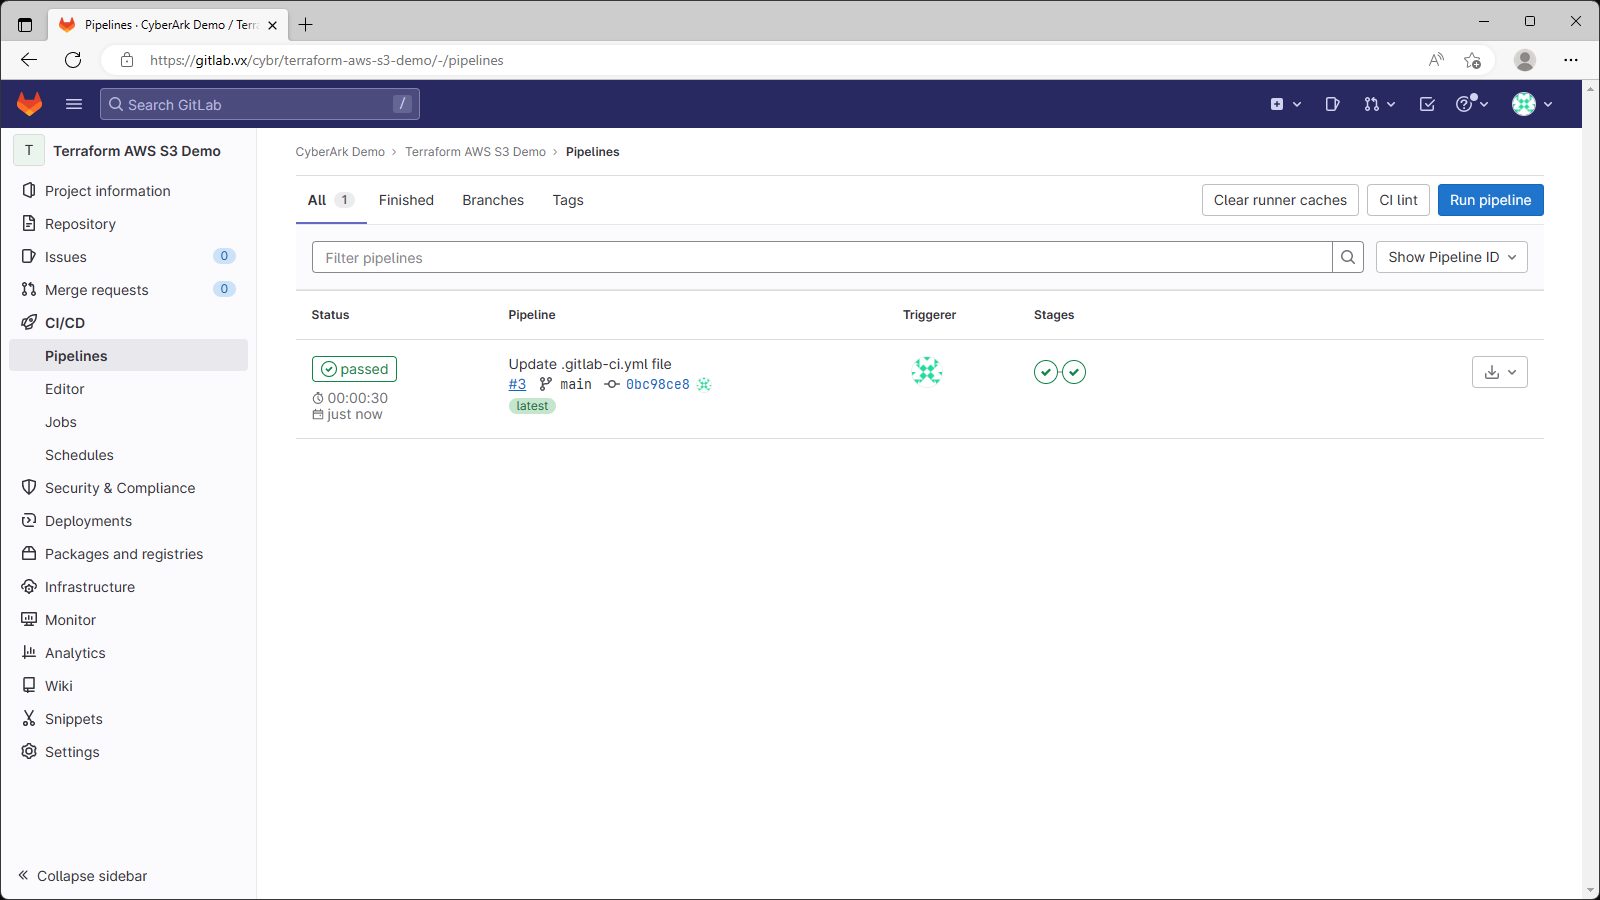 Pipelines · CyberArk Demo / Terra
https://gitlab.vx/cybr/terraform-aws-s3-demo/-/pipelines
Search GitLab /
T Terraform AWS S3 Demo
Project information
Repository
Issues 0
Merge requests 0
CI/CD
Pipelines
Editor
Jobs
Schedules
Security & Compliance
Deployments
Packages and registries
Infrastructure
Monitor
Analytics
Wiki
Snippets
Settings
Collapse sidebar
CyberArk Demo › Terraform AWS S3 Demo › Pipelines
All 1 Finished Branches Tags Clear runner caches CI lint Run pipeline
Filter pipelines Show Pipeline ID
Status Pipeline Triggerer Stages
passed
00:00:30
just now
Update .gitlab-ci.yml file
#3 main 0bc98ce8
latest